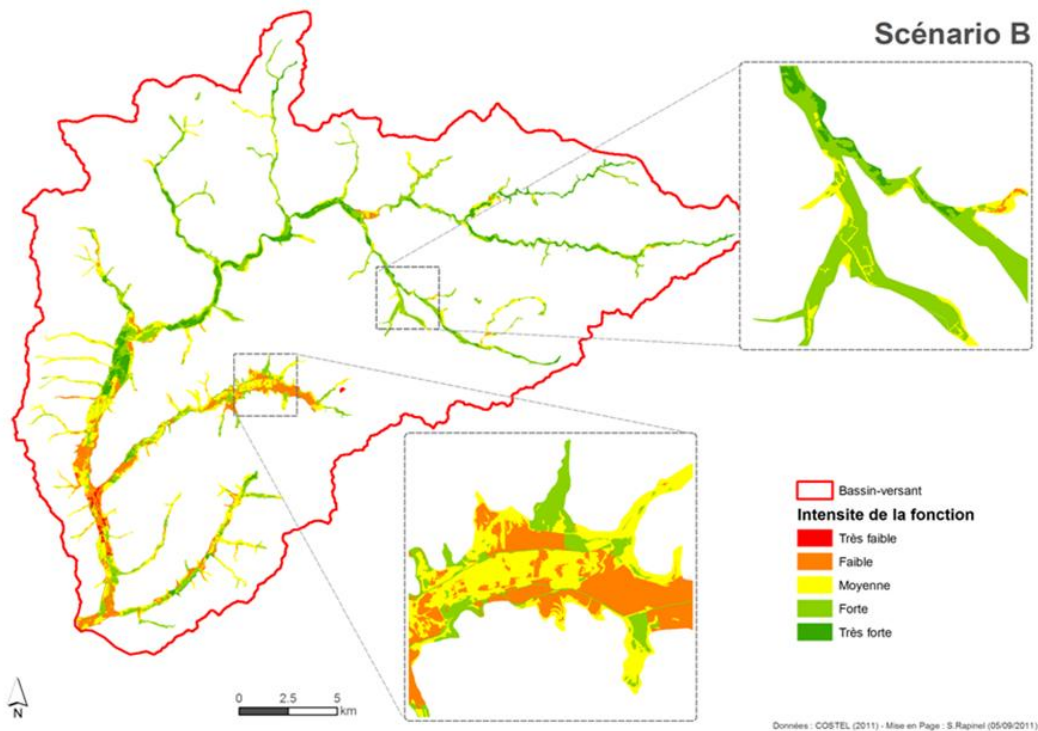 Scénario B
Bassin-versant
Intensite de la fonction
Très faible
Faible
Moyenne
Forte
Très forte
0 2.5 5
km
N
Données : COSTEL (2011) - Mise en Page : S.Rapinel (05/09/2011)